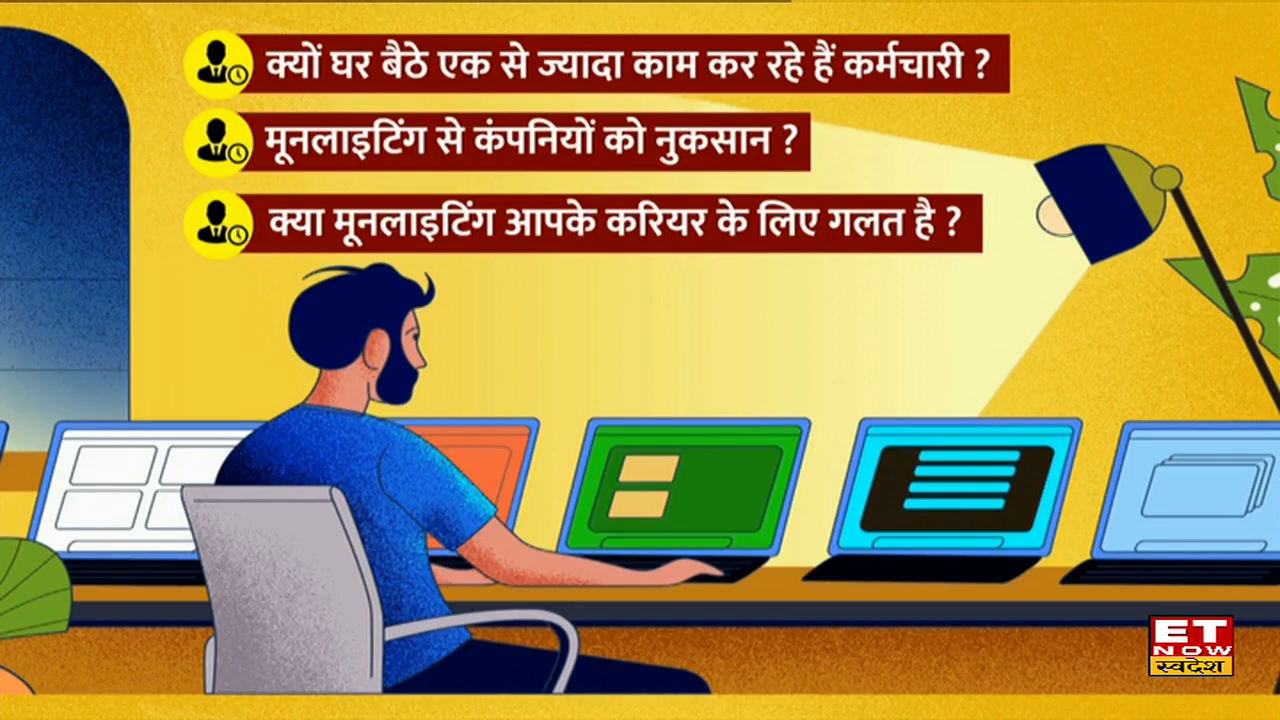 क्यों घर बैठे एक से ज्यादा काम कर रहे हैं कर्मचारी ?
मूनलाइटिंग से कंपनियों को नुकसान ?
क्या मूनलाइटिंग आपके करियर के लिए गलत है ?
ET
NOW
स्वदेश